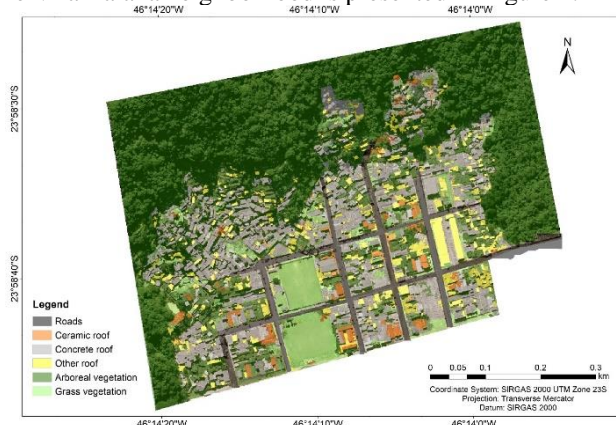 46°14'20"W 46°14'10"W 46°14'0"W
N
23°58'30"S
23°58'40"S
Legend
Roads
Ceramic roof
Concrete roof
Other roof
Arboreal vegetation
Grass vegetation
0 0.05 0.1 0.2 0.3
km
Coordinate System: SIRGAS 2000 UTM Zone 23S
Projection: Transverse Mercator
Datum: SIRGAS 2000
46°14'20"W 46°14'10"W 46°14'0"W